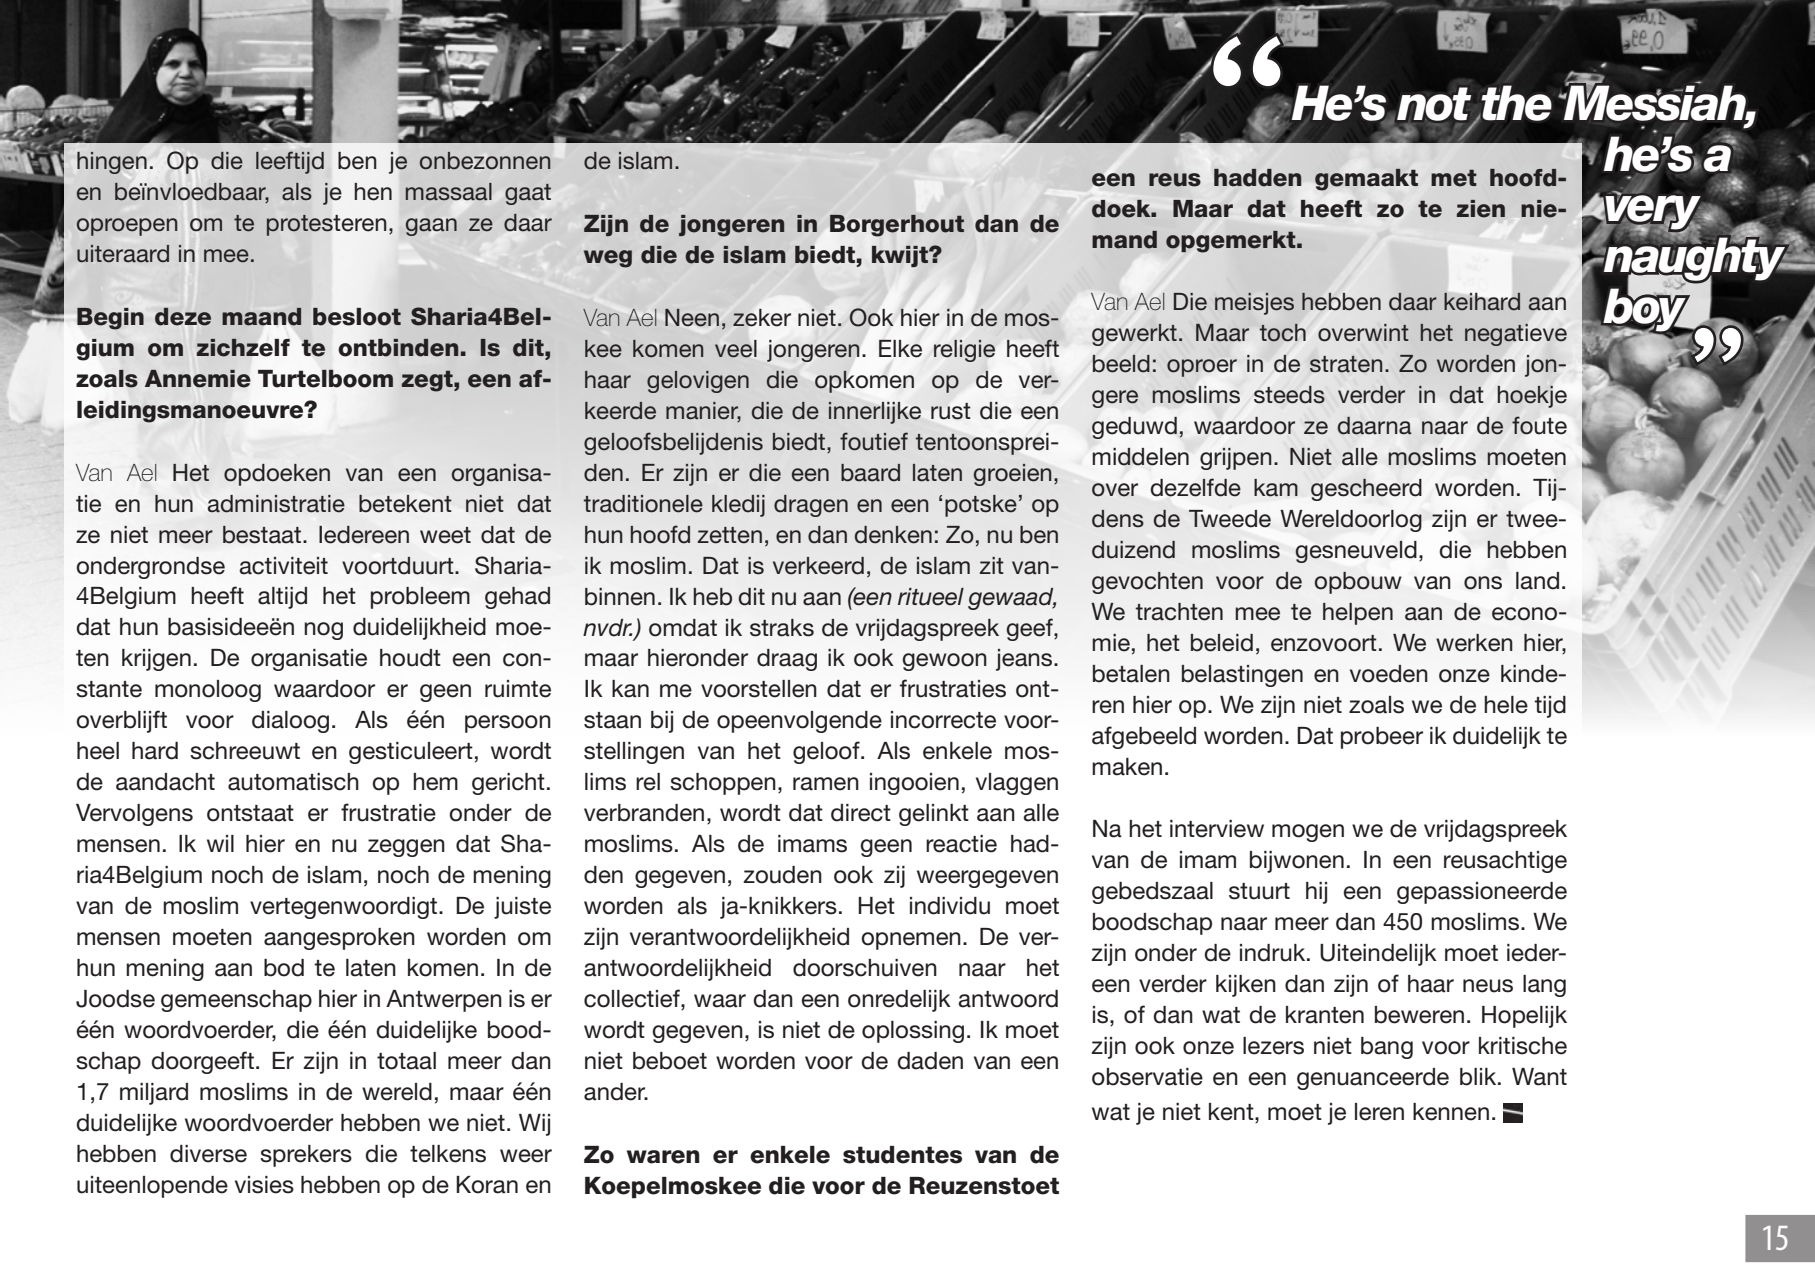 “
He’s not the Messiah,
he’s a
very
naughty
boy
”
hingen. Op die leeftijd ben je onbezonnen
en beïnvloedbaar, als je hen massaal gaat
oproepen om te protesteren, gaan ze daar
uiteraard in mee.
Begin deze maand besloot Sharia4Bel-
gium om zichzelf te ontbinden. Is dit,
zoals Annemie Turtelboom zegt, een af-
leidingsmanoeuvre?
Van Ael Het opdoeken van een organisa-
tie en hun administratie betekent niet dat
ze niet meer bestaat. Iedereen weet dat de
ondergrondse activiteit voortduurt. Sharia-
4Belgium heeft altijd het probleem gehad
dat hun basisideeën nog duidelijkheid moe-
ten krijgen. De organisatie houdt een con-
stante monoloog waardoor er geen ruimte
overblijft voor dialoog. Als één persoon
heel hard schreeuwt en gesticuleert, wordt
de aandacht automatisch op hem gericht.
Vervolgens ontstaat er frustratie onder de
mensen. Ik wil hier en nu zeggen dat Sha-
ria4Belgium noch de islam, noch de mening
van de moslim vertegenwoordigt. De juiste
mensen moeten aangesproken worden om
hun mening aan bod te laten komen. In de
Joodse gemeenschap hier in Antwerpen is er
één woordvoerder, die één duidelijke bood-
schap doorgeeft. Er zijn in totaal meer dan
1,7 miljard moslims in de wereld, maar één
duidelijke woordvoerder hebben we niet. Wij
hebben diverse sprekers die telkens weer
uiteenlopende visies hebben op de Koran en
de islam.
Zijn de jongeren in Borgerhout dan de
weg die de islam biedt, kwijt?
Van Ael Neen, zeker niet. Ook hier in de mos-
kee komen veel jongeren. Elke religie heeft
haar gelovigen die opkomen op de ver-
keerde manier, die de innerlijke rust die een
geloofsbelijdenis biedt, foutief tentoonsprei-
den. Er zijn er die een baard laten groeien,
traditionele kledij dragen en een ‘potske’ op
hun hoofd zetten, en dan denken: Zo, nu ben
ik moslim. Dat is verkeerd, de islam zit van-
binnen. Ik heb dit nu aan (een ritueel gewaad,
nvdr.) omdat ik straks de vrijdagspreek geef,
maar hieronder draag ik ook gewoon jeans.
Ik kan me voorstellen dat er frustraties ont-
staan bij de opeenvolgende incorrecte voor-
stellingen van het geloof. Als enkele mos-
lims rel schoppen, ramen ingooien, vlaggen
verbranden, wordt dat direct gelinkt aan alle
moslims. Als de imams geen reactie had-
den gegeven, zouden ook zij weergegeven
worden als ja-knikkers. Het individu moet
zijn verantwoordelijkheid opnemen. De ver-
antwoordelijkheid doorschuiven naar het
collectief, waar dan een onredelijk antwoord
wordt gegeven, is niet de oplossing. Ik moet
niet beboet worden voor de daden van een
ander.
Zo waren er enkele studentes van de
Koepelmoskee die voor de Reuzenstoet
een reus hadden gemaakt met hoofd-
doek. Maar dat heeft zo te zien nie-
mand opgemerkt.
Van Ael Die meisjes hebben daar keihard aan
gewerkt. Maar toch overwint het negatieve
beeld: oproer in de straten. Zo worden jon-
gere moslims steeds verder in dat hoekje
geduwd, waardoor ze daarna naar de foute
middelen grijpen. Niet alle moslims moeten
over dezelfde kam gescheerd worden. Tij-
dens de Tweede Wereldoorlog zijn er twee-
duizend moslims gesneuveld, die hebben
gevochten voor de opbouw van ons land.
We trachten mee te helpen aan de econo-
mie, het beleid, enzovoort. We werken hier,
betalen belastingen en voeden onze kinde-
ren hier op. We zijn niet zoals we de hele tijd
afgebeeld worden. Dat probeer ik duidelijk te
maken.
Na het interview mogen we de vrijdagspreek
van de imam bijwonen. In een reusachtige
gebedszaal stuurt hij een gepassioneerde
boodschap naar meer dan 450 moslims. We
zijn onder de indruk. Uiteindelijk moet ieder-
een verder kijken dan zijn of haar neus lang
is, of dan wat de kranten beweren. Hopelijk
zijn ook onze lezers niet bang voor kritische
observatie en een genuanceerde blik. Want
wat je niet kent, moet je leren kennen.
15